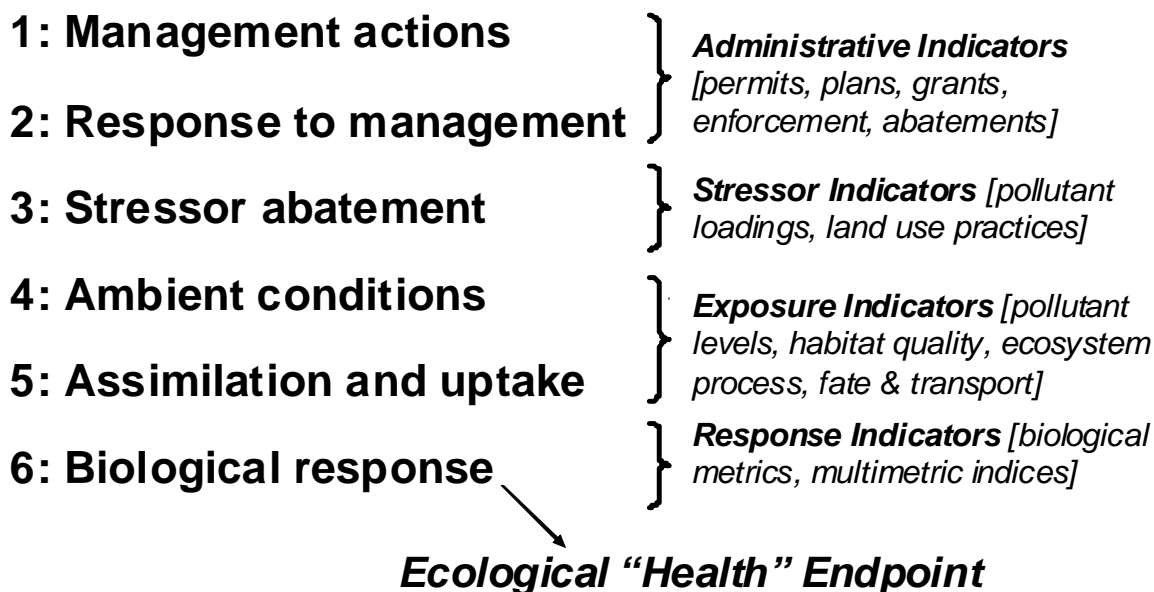 1: Management actions
2: Response to management
Administrative Indicators
[permits, plans, grants,
enforcement, abatements]
3: Stressor abatement
Stressor Indicators [pollutant
loadings, land use practices]
4: Ambient conditions
5: Assimilation and uptake
Exposure Indicators [pollutant
levels, habitat quality, ecosystem
process, fate & transport]
6: Biological response
Response Indicators [biological
metrics, multimetric indices]
Ecological “Health” Endpoint